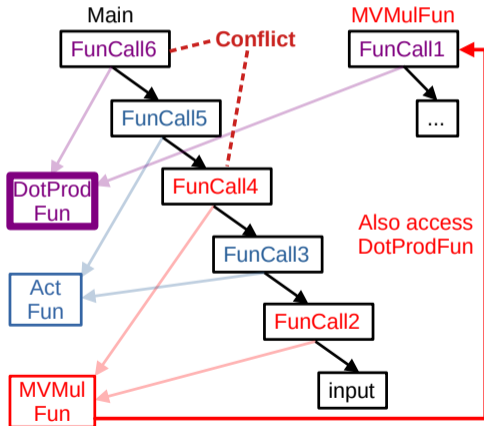 Main
MVMulFun
FunCall6
Conflict
FunCall1
FunCall5
...
DotProd
Fun
FunCall4
Also access
DotProdFun
FunCall3
Act
Fun
FunCall2
MVMul
Fun
input